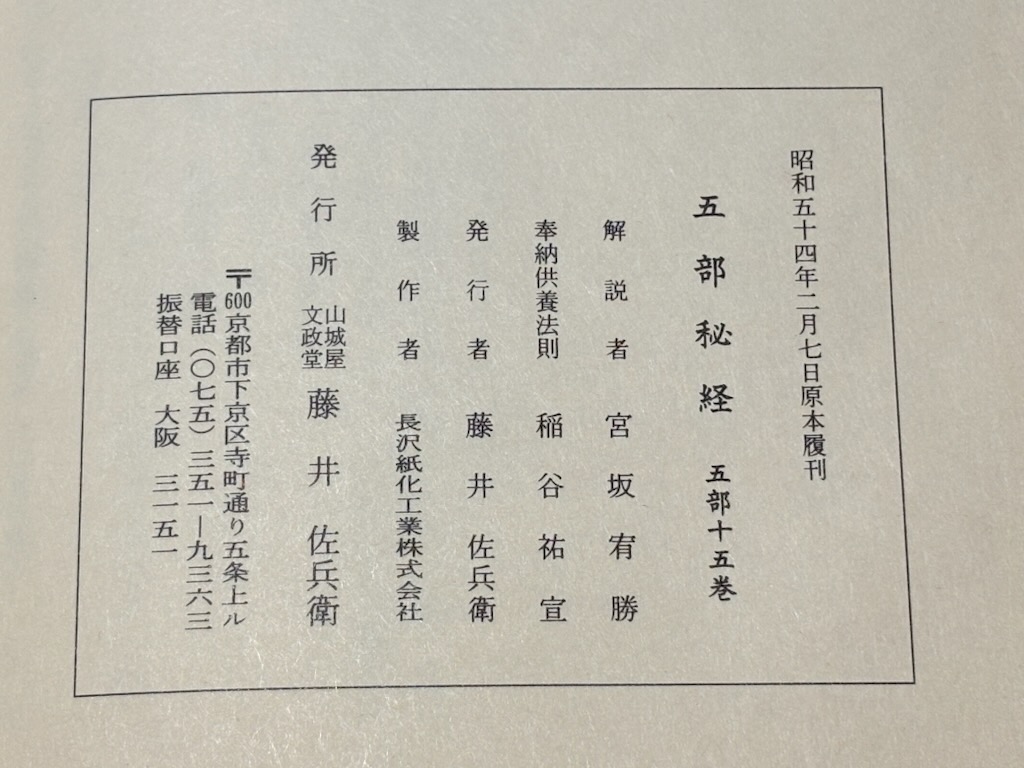 昭和五十四年二月七日原本履刊
五部秘経 五部十五巻
解説者 宮坂宥勝
奉納供養法則 稲谷祐宣
発行者 藤井佐兵衛
製作者 長沢紙化工業株式会社
発行所 山城屋文政堂 藤井佐兵衛
〒600京都市下京区寺町通り五条上ル
電話(〇七五)三五一―九三六三
振替口座 大阪 三一五一